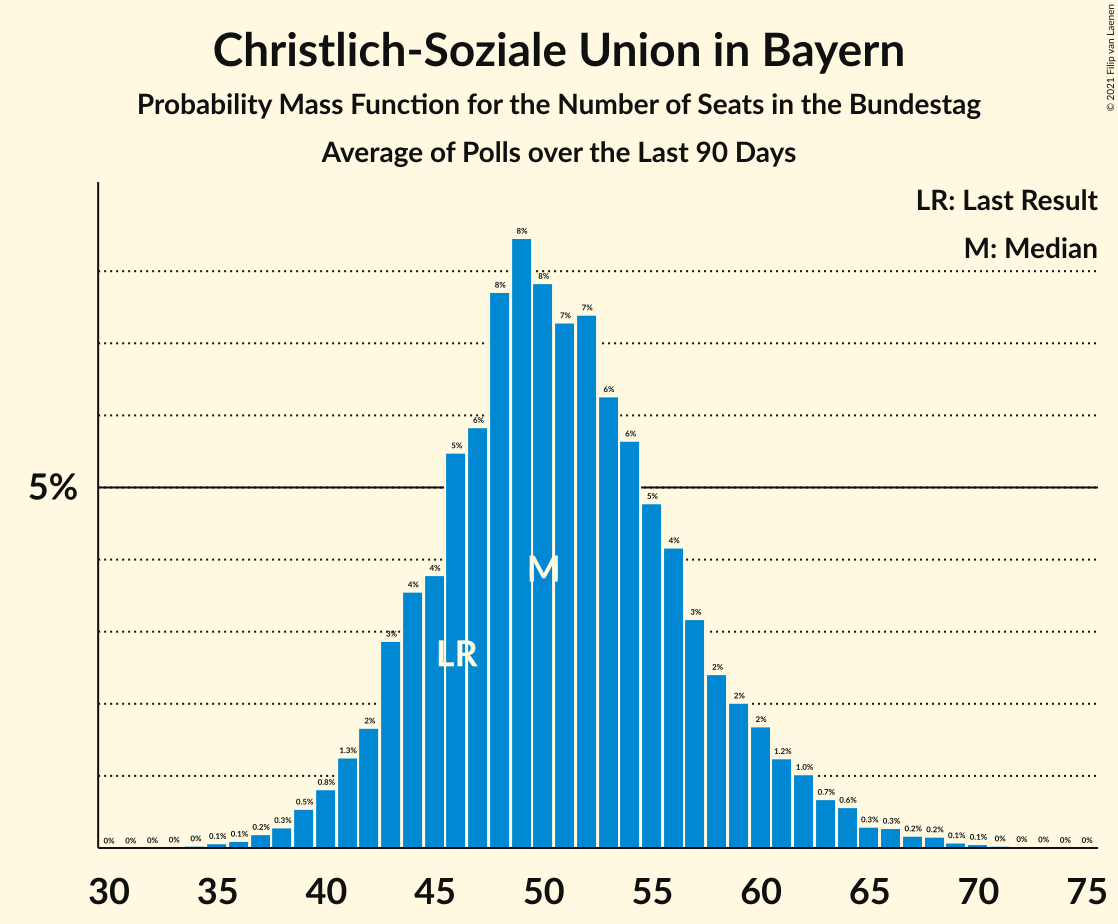 Christlich-Soziale Union in Bayern
Probability Mass Function for the Number of Seats in the Bundestag
Average of Polls over the Last 90 Days
© 2021 Filip van Laenen
LR: Last Result
M: Median
5%
0% 0% 0% 0% 0% 0.1% 0.1% 0.2% 0.3% 0.5% 0.8% 1.3% 2% 3% 4% 4% 5% 6% 8% 8% 8% 7% 7% 6% 6% 5% 4% 3% 2% 2% 2% 1.2% 1.0% 0.7% 0.6% 0.3% 0.3% 0.2% 0.2% 0.1% 0.1% 0% 0% 0% 0% 0%
M
LR
30 35 40 45 50 55 60 65 70 75